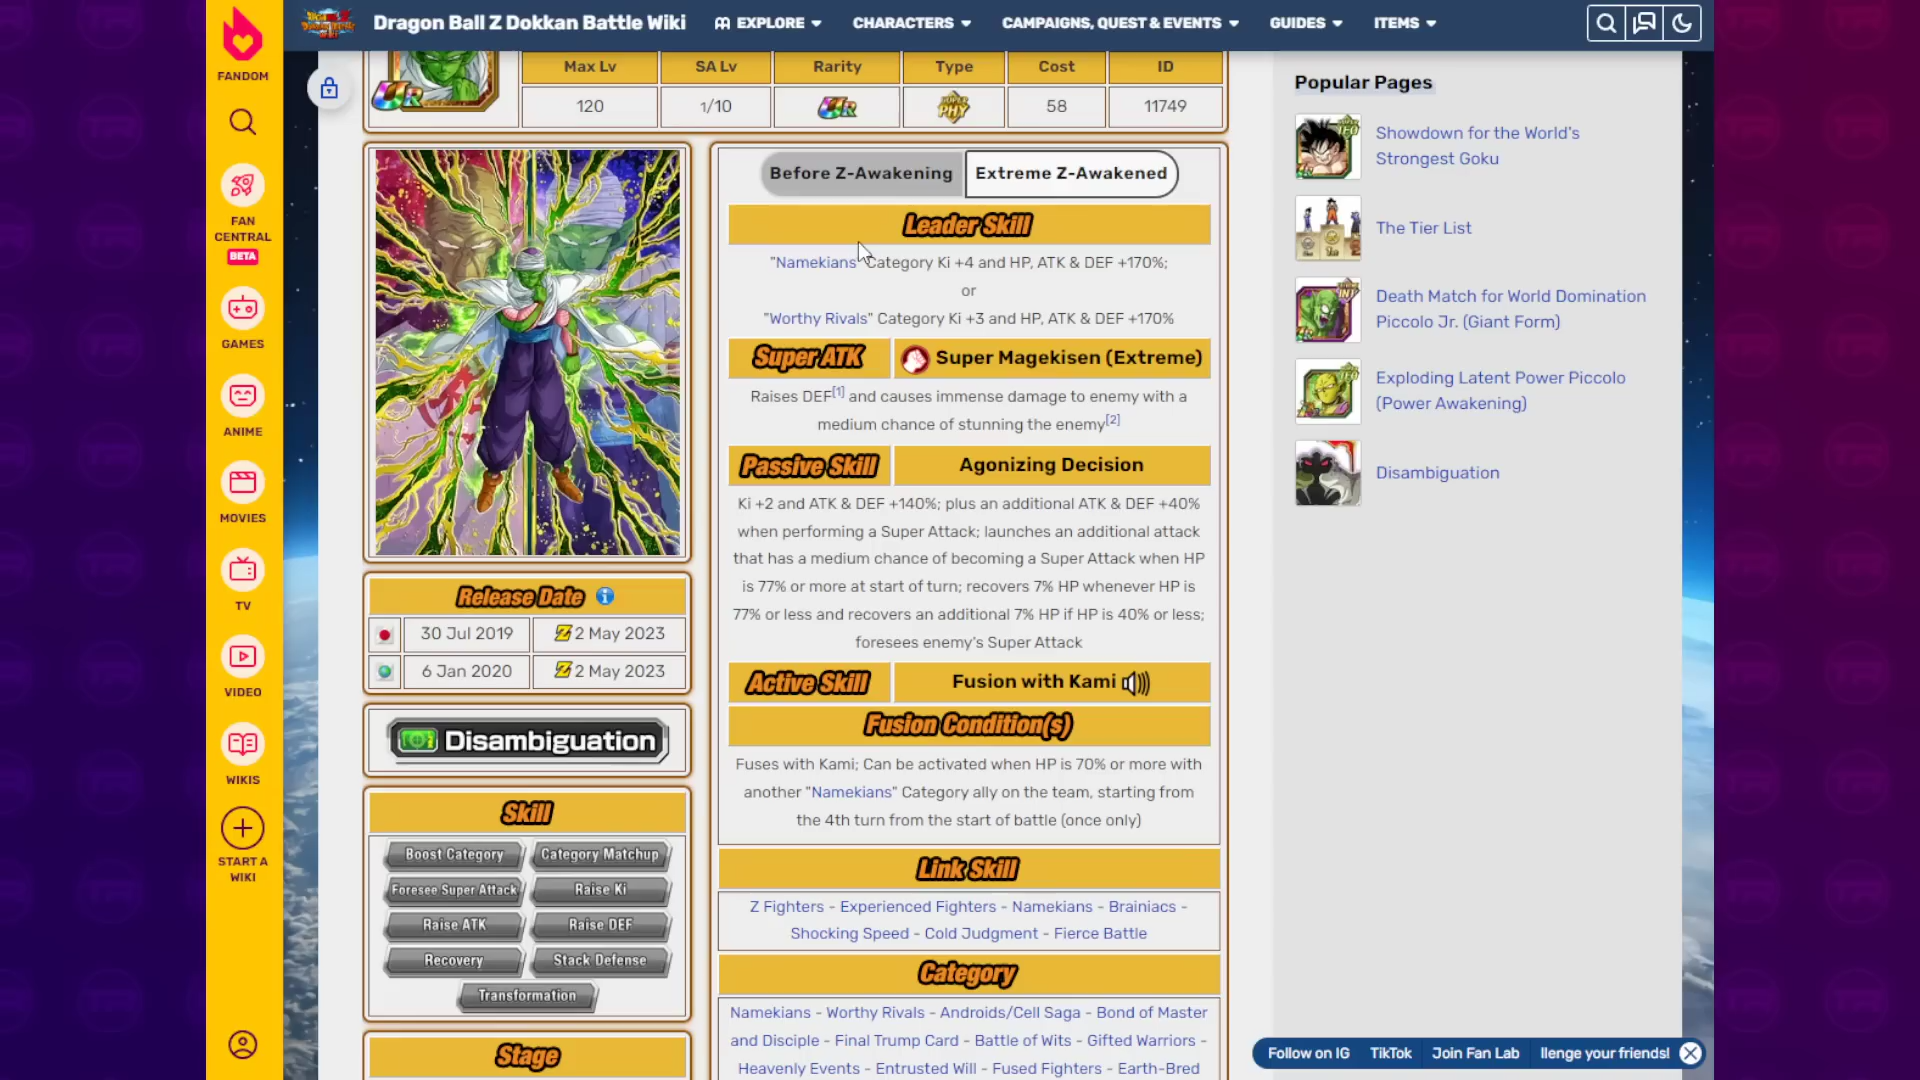 FANDOM
FAN
CENTRAL
BETA
GAMES
ANIME
MOVIES
TV
VIDEO
WIKIS
START A
WIKI
Dragon Ball Z Dokkan Battle Wiki
EXPLORE
CHARACTERS
CAMPAIGNS, QUEST & EVENTS
GUIDES
ITEMS
Max Lv
SA Lv
Rarity
Type
Cost
ID
UR
120
1/10
UR
SUPER PHY
58
11749
Before Z-Awakening
Extreme Z-Awakened
Leader Skill
"Namekians" Category Ki +4 and HP, ATK & DEF +170%;
or
"Worthy Rivals" Category Ki +3 and HP, ATK & DEF +170%
Super ATK
Super Magekisen (Extreme)
Raises DEF[1] and causes immense damage to enemy with a
medium chance of stunning the enemy[2]
Passive Skill
Agonizing Decision
Ki +2 and ATK & DEF +140%; plus an additional ATK & DEF +40%
when performing a Super Attack; launches an additional attack
that has a medium chance of becoming a Super Attack when HP
is 77% or more at start of turn; recovers 7% HP whenever HP is
77% or less and recovers an additional 7% HP if HP is 40% or less;
foresees enemy's Super Attack
Active Skill
Fusion with Kami
Fusion Condition(s)
Fuses with Kami; Can be activated when HP is 70% or more with
another "Namekians" Category ally on the team, starting from
the 4th turn from the start of battle (once only)
Link Skill
Z Fighters - Experienced Fighters - Namekians - Brainiacs -
Shocking Speed - Cold Judgment - Fierce Battle
Category
Namekians - Worthy Rivals - Androids/Cell Saga - Bond of Master
and Disciple - Final Trump Card - Battle of Wits - Gifted Warriors -
Heavenly Events - Entrusted Will - Fused Fighters - Earth-Bred
Release Date
30 Jul 2019
Z 2 May 2023
6 Jan 2020
Z 2 May 2023
Disambiguation
Skill
Boost Category
Category Matchup
Foresee Super Attack
Raise Ki
Raise ATK
Raise DEF
Recovery
Stack Defense
Transformation
Stage
Popular Pages
Showdown for the World's
Strongest Goku
The Tier List
Death Match for World Domination
Piccolo Jr. (Giant Form)
Exploding Latent Power Piccolo
(Power Awakening)
Disambiguation
Follow on IG
TikTok
Join Fan Lab
llenge your friends!